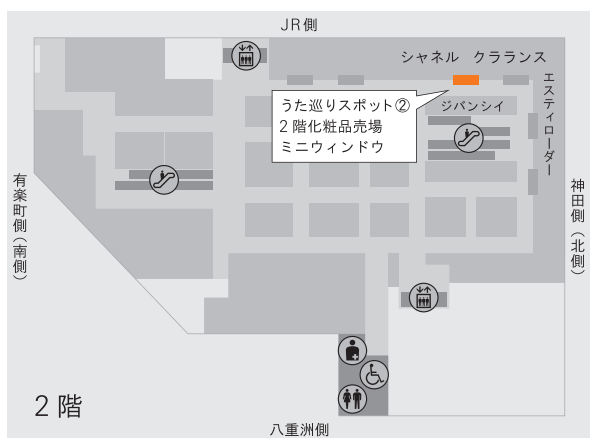 JR側
シャネル クラランス
うた巡りスポット②
2階化粧品売場
ミニウィンドウ
ジバンシイ
エスティローダー
有楽町側(南側)
神田側(北側)
2階
八重洲側